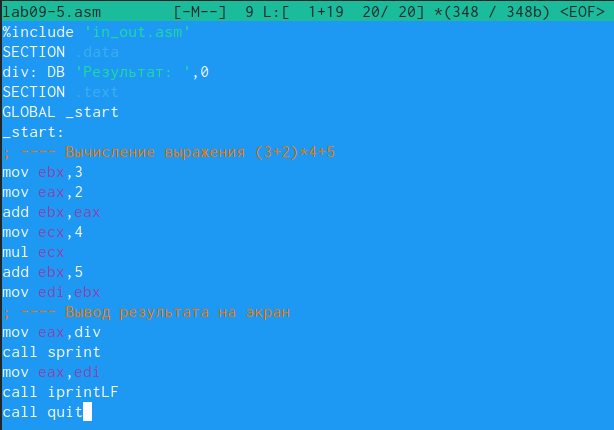 lab09-5.asm        [-M--]  9 L:[  1+19  20/ 20] *(348 / 348b) <EOF>
%include 'in_out.asm'
SECTION .data
div: DB 'Результат: ',0
SECTION .text
GLOBAL _start
_start:
; ---- Вычисление выражения (3+2)*4+5
mov ebx,3
mov eax,2
add ebx,eax
mov ecx,4
mul ecx
add ebx,5
mov edi,ebx
; ---- Вывод результата на экран
mov eax,div
call sprint
mov eax,edi
call iprintLF
call quit